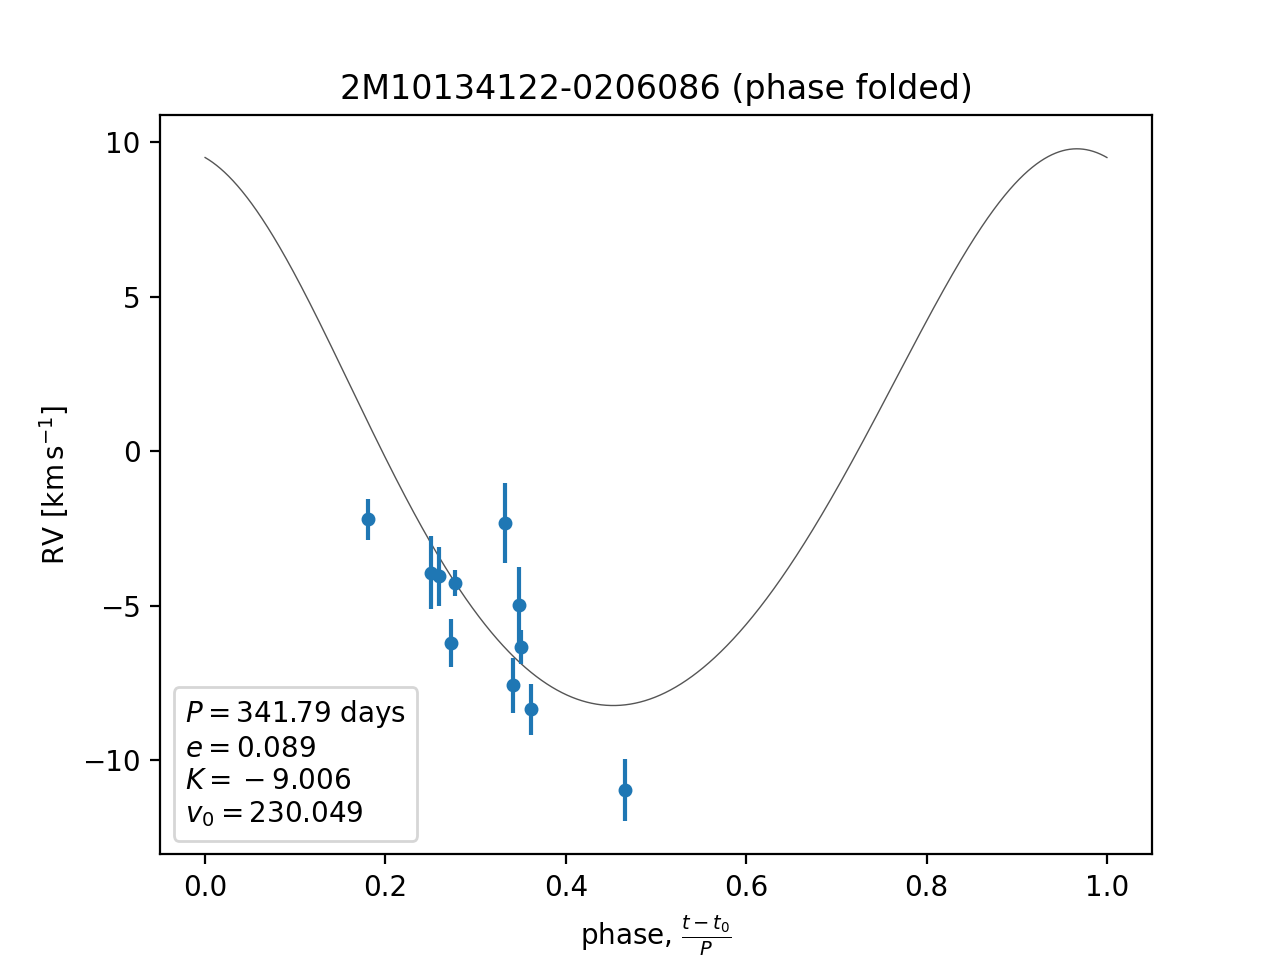 2M10134122-0206086 (phase folded)
10
5
0
−5
−10
RV [km s⁻¹]
P = 341.79 days
e = 0.089
K = −9.006
v₀ = 230.049
0.0 0.2 0.4 0.6 0.8 1.0
phase, (t − t₀)/P